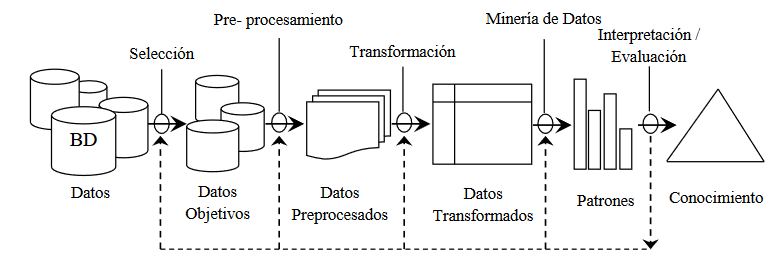 Pre- procesamiento
Minería de Datos
Interpretación /
Evaluación
Selección
Transformación
BD
Datos
Datos
Objetivos
Datos
Preprocesados
Datos
Transformados
Patrones
Conocimiento